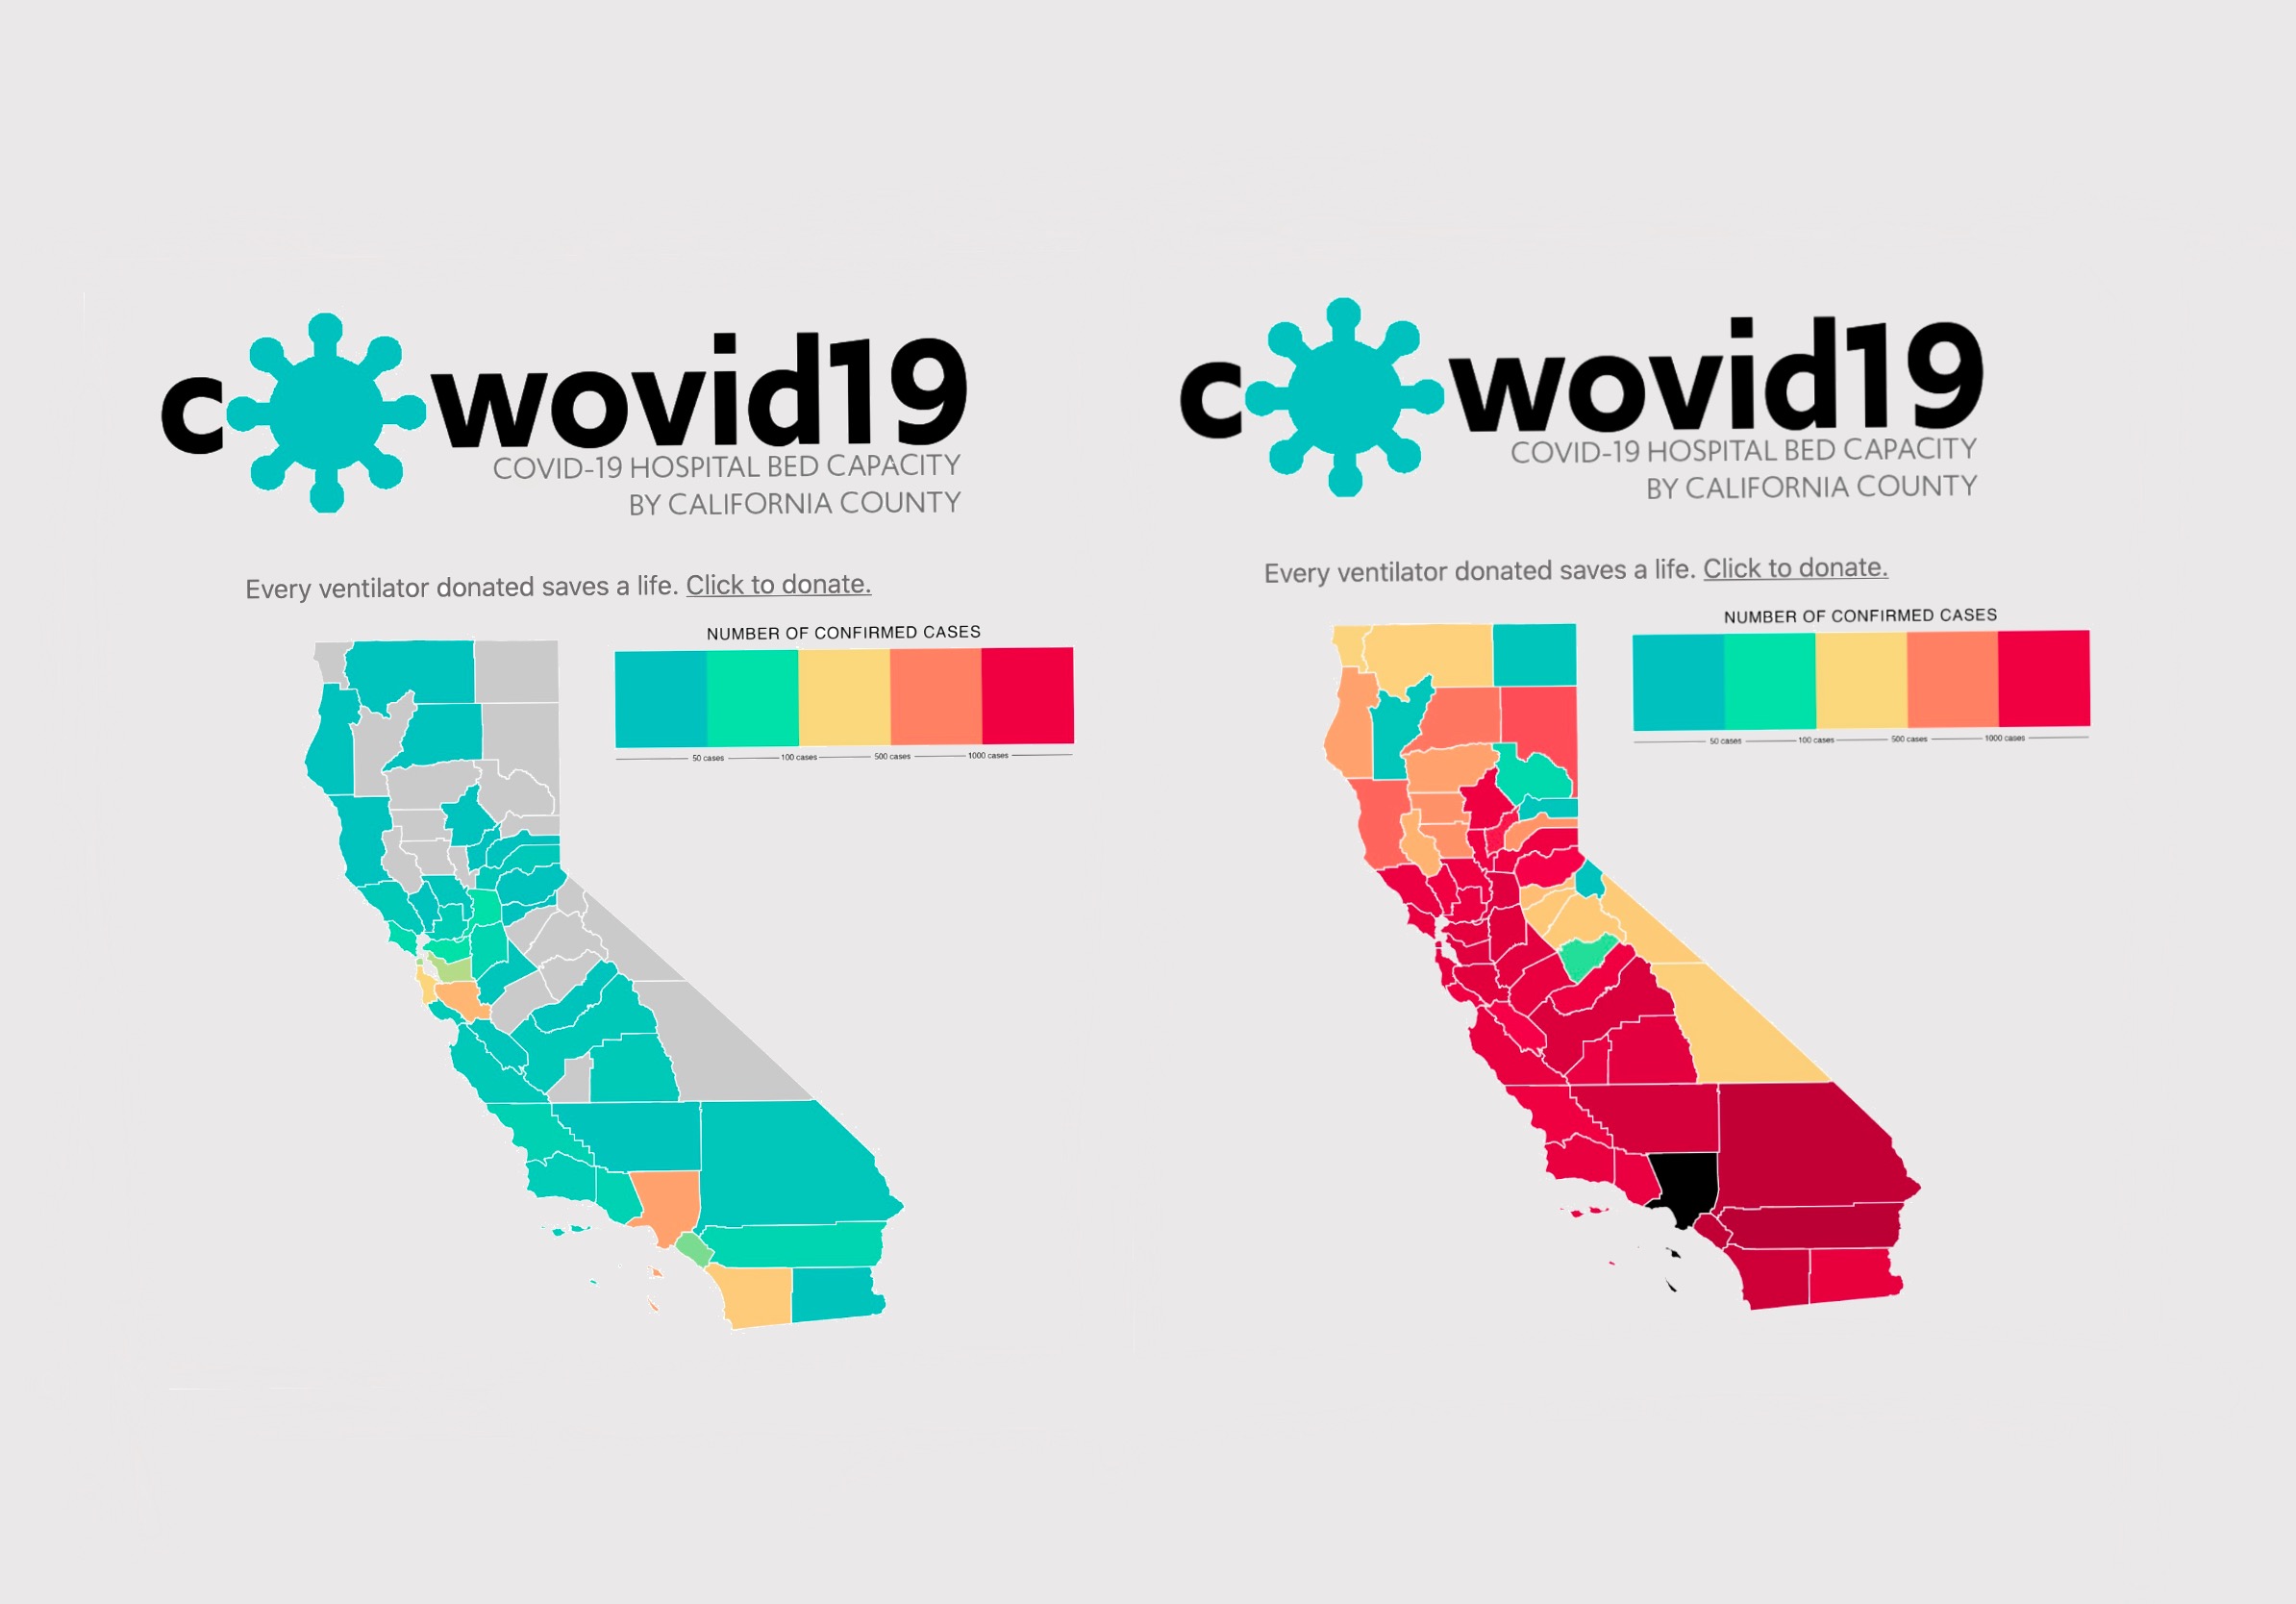 cwovid19
COVID-19 HOSPITAL BED CAPACITY
BY CALIFORNIA COUNTY
Every ventilator donated saves a life. Click to donate.
NUMBER OF CONFIRMED CASES
50 cases 100 cases 500 cases 1000 cases
cwovid19
COVID-19 HOSPITAL BED CAPACITY
BY CALIFORNIA COUNTY
Every ventilator donated saves a life. Click to donate.
NUMBER OF CONFIRMED CASES
50 cases 100 cases 500 cases 1000 cases